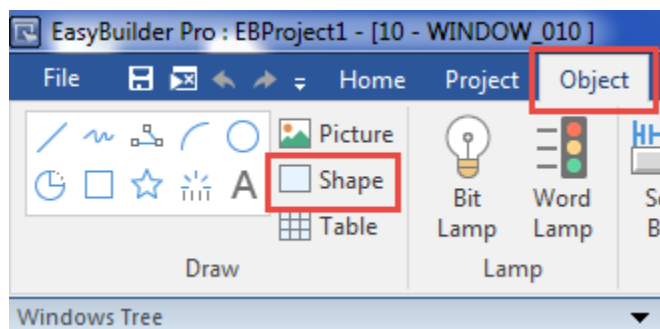 EasyBuilder Pro : EBProject1 - [10 - WINDOW_010 ]
File Home Project Object
Picture
A Shape
Table
Bit Lamp
Word Lamp
Draw
Lamp
Windows Tree